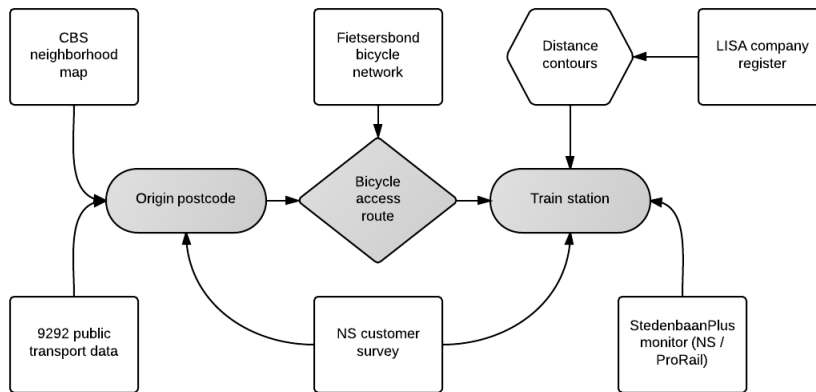 CBS
neighborhood
map
Fietsersbond
bicycle
network
Distance
contours
LISA company
register
Origin postcode
Bicycle
access
route
Train station
9292 public
transport data
NS customer
survey
StedenbaanPlus
monitor (NS /
ProRail)